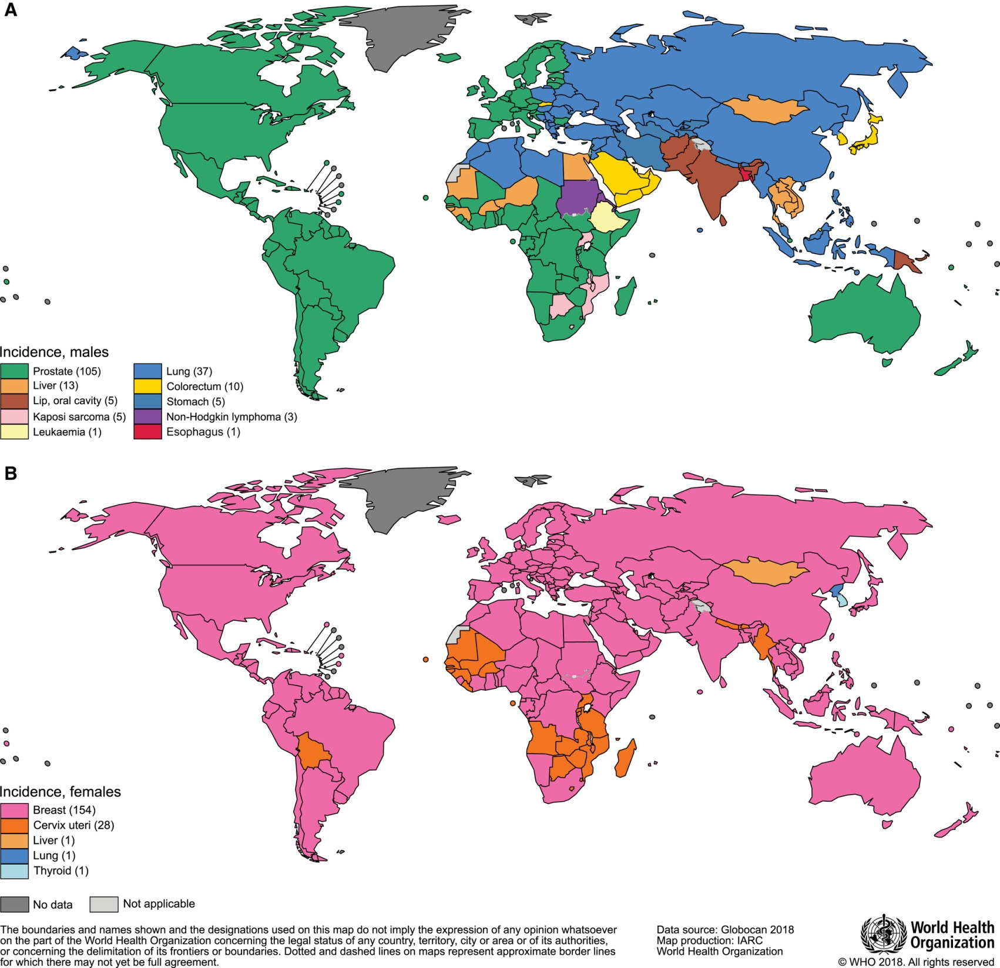 A
Incidence, males
Prostate (105)
Liver (13)
Lip, oral cavity (5)
Kaposi sarcoma (5)
Leukaemia (1)
Lung (37)
Colorectum (10)
Stomach (5)
Non-Hodgkin lymphoma (3)
Esophagus (1)
B
Incidence, females
Breast (154)
Cervix uteri (28)
Liver (1)
Lung (1)
Thyroid (1)
No data
Not applicable
The boundaries and names shown and the designations used on this map do not imply the expression of any opinion whatsoever
on the part of the World Health Organization concerning the legal status of any country, territory, city or area or of its authorities,
or concerning the delimitation of its frontiers or boundaries. Dotted and dashed lines on maps represent approximate border lines
for which there may not yet be full agreement.
Data source: Globocan 2018
Map production: IARC
World Health Organization
World Health
Organization
© WHO 2018. All rights reserved